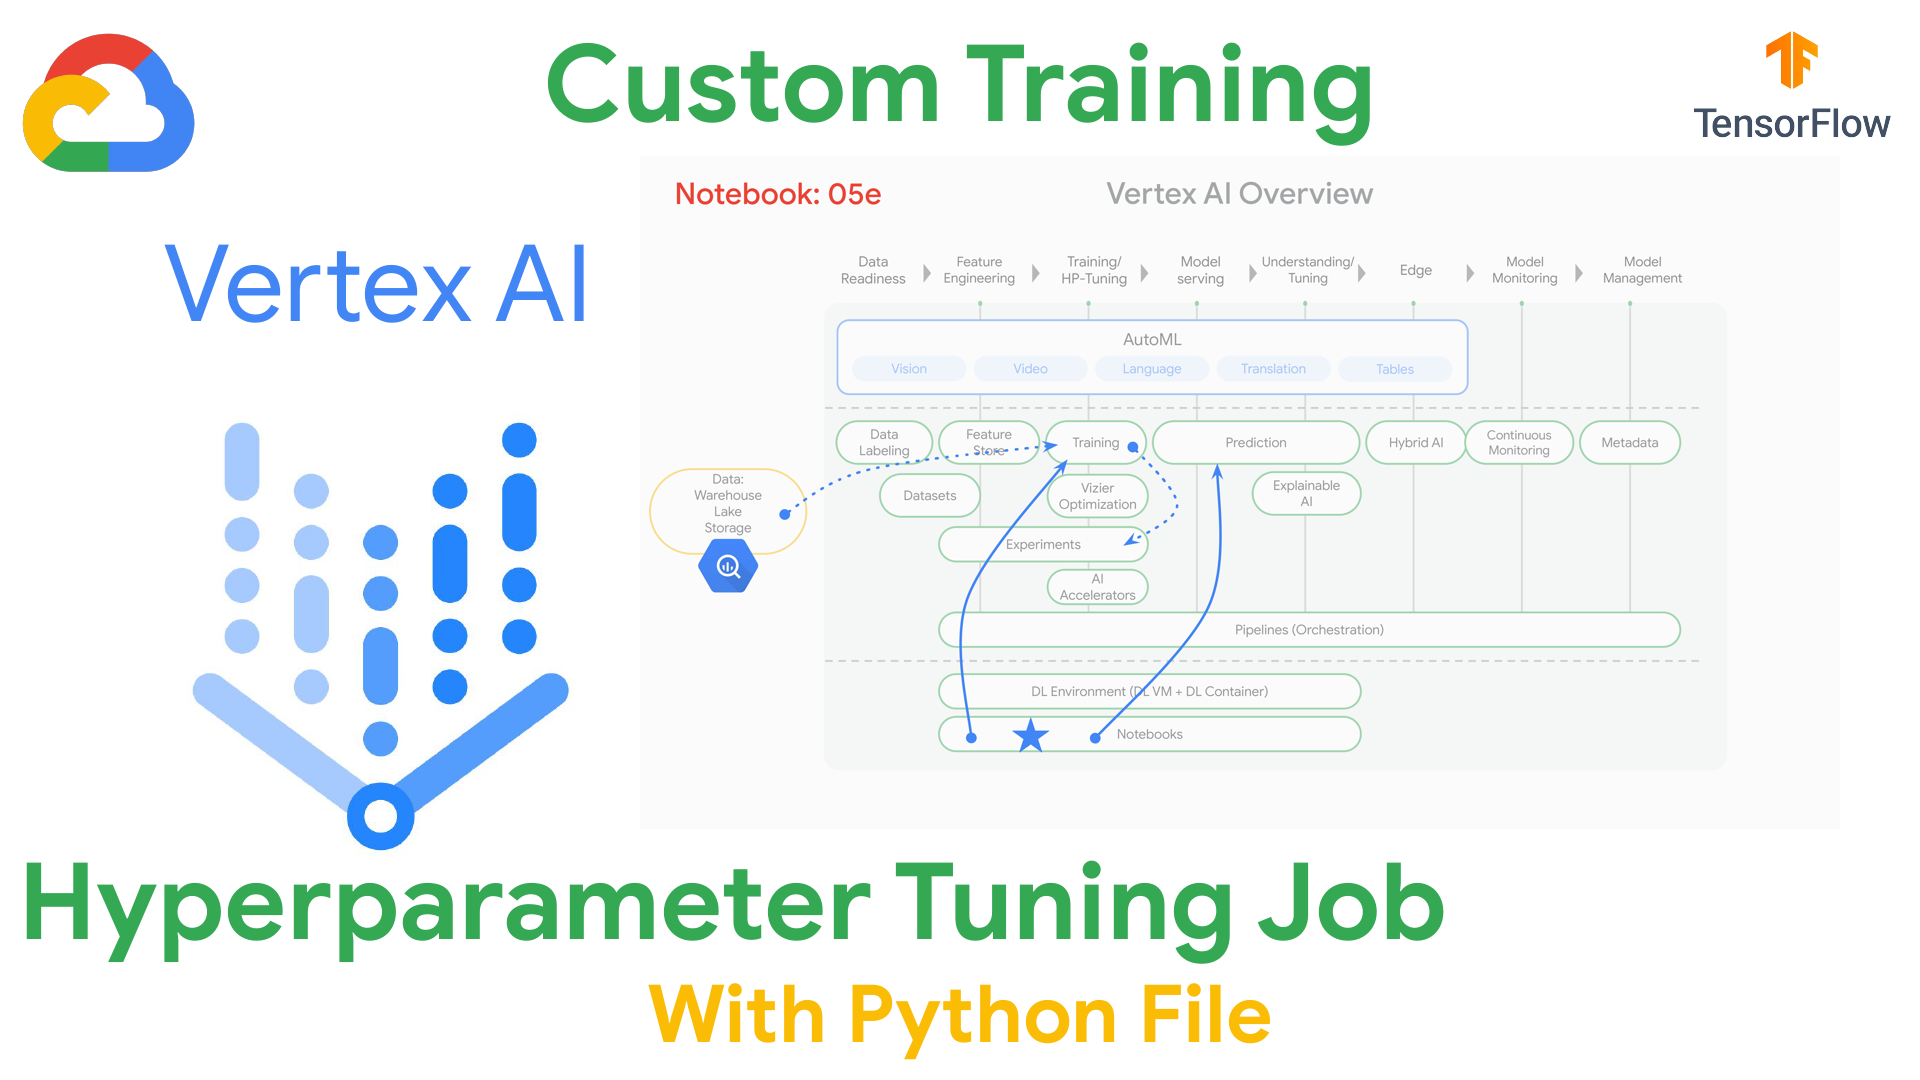 Custom Training
TensorFlow
Notebook: 05e
Vertex AI Overview
Vertex AI
Data
Readiness
Feature
Engineering
Training/
HP-Tuning
Model
serving
Understanding/
Tuning
Edge
Model
Monitoring
Model
Management
AutoML
Vision
Video
Language
Translation
Tables
Data
Labeling
Feature
Store
Training
Prediction
Hybrid AI
Continuous
Monitoring
Metadata
Data:
Warehouse
Lake
Storage
Datasets
Vizier
Optimization
Explainable
AI
Experiments
AI
Accelerators
Pipelines (Orchestration)
DL Environment (DL VM + DL Container)
Notebooks
Hyperparameter Tuning Job
With Python File